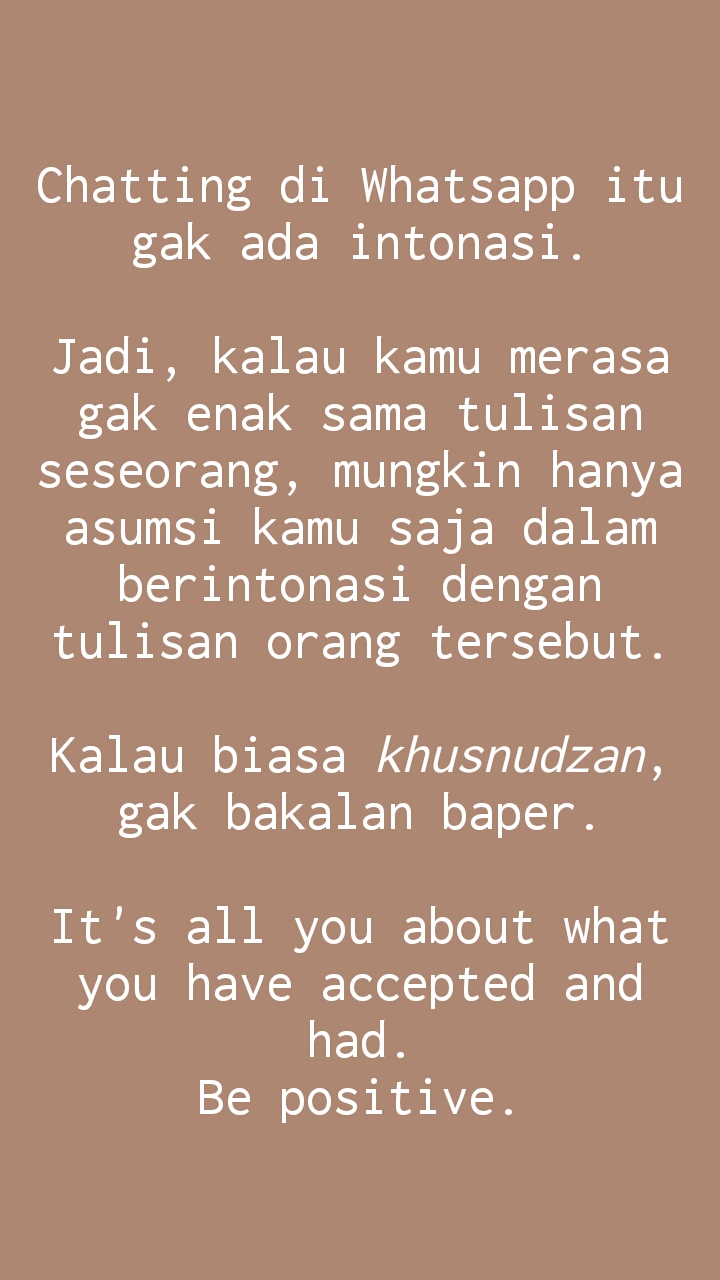 Chatting di Whatsapp itu
gak ada intonasi.
Jadi, kalau kamu merasa
gak enak sama tulisan
seseorang, mungkin hanya
asumsi kamu saja dalam
berintonasi dengan
tulisan orang tersebut.
Kalau biasa khusnudzan,
gak bakalan baper.
It's all you about what
you have accepted and
had.
Be positive.